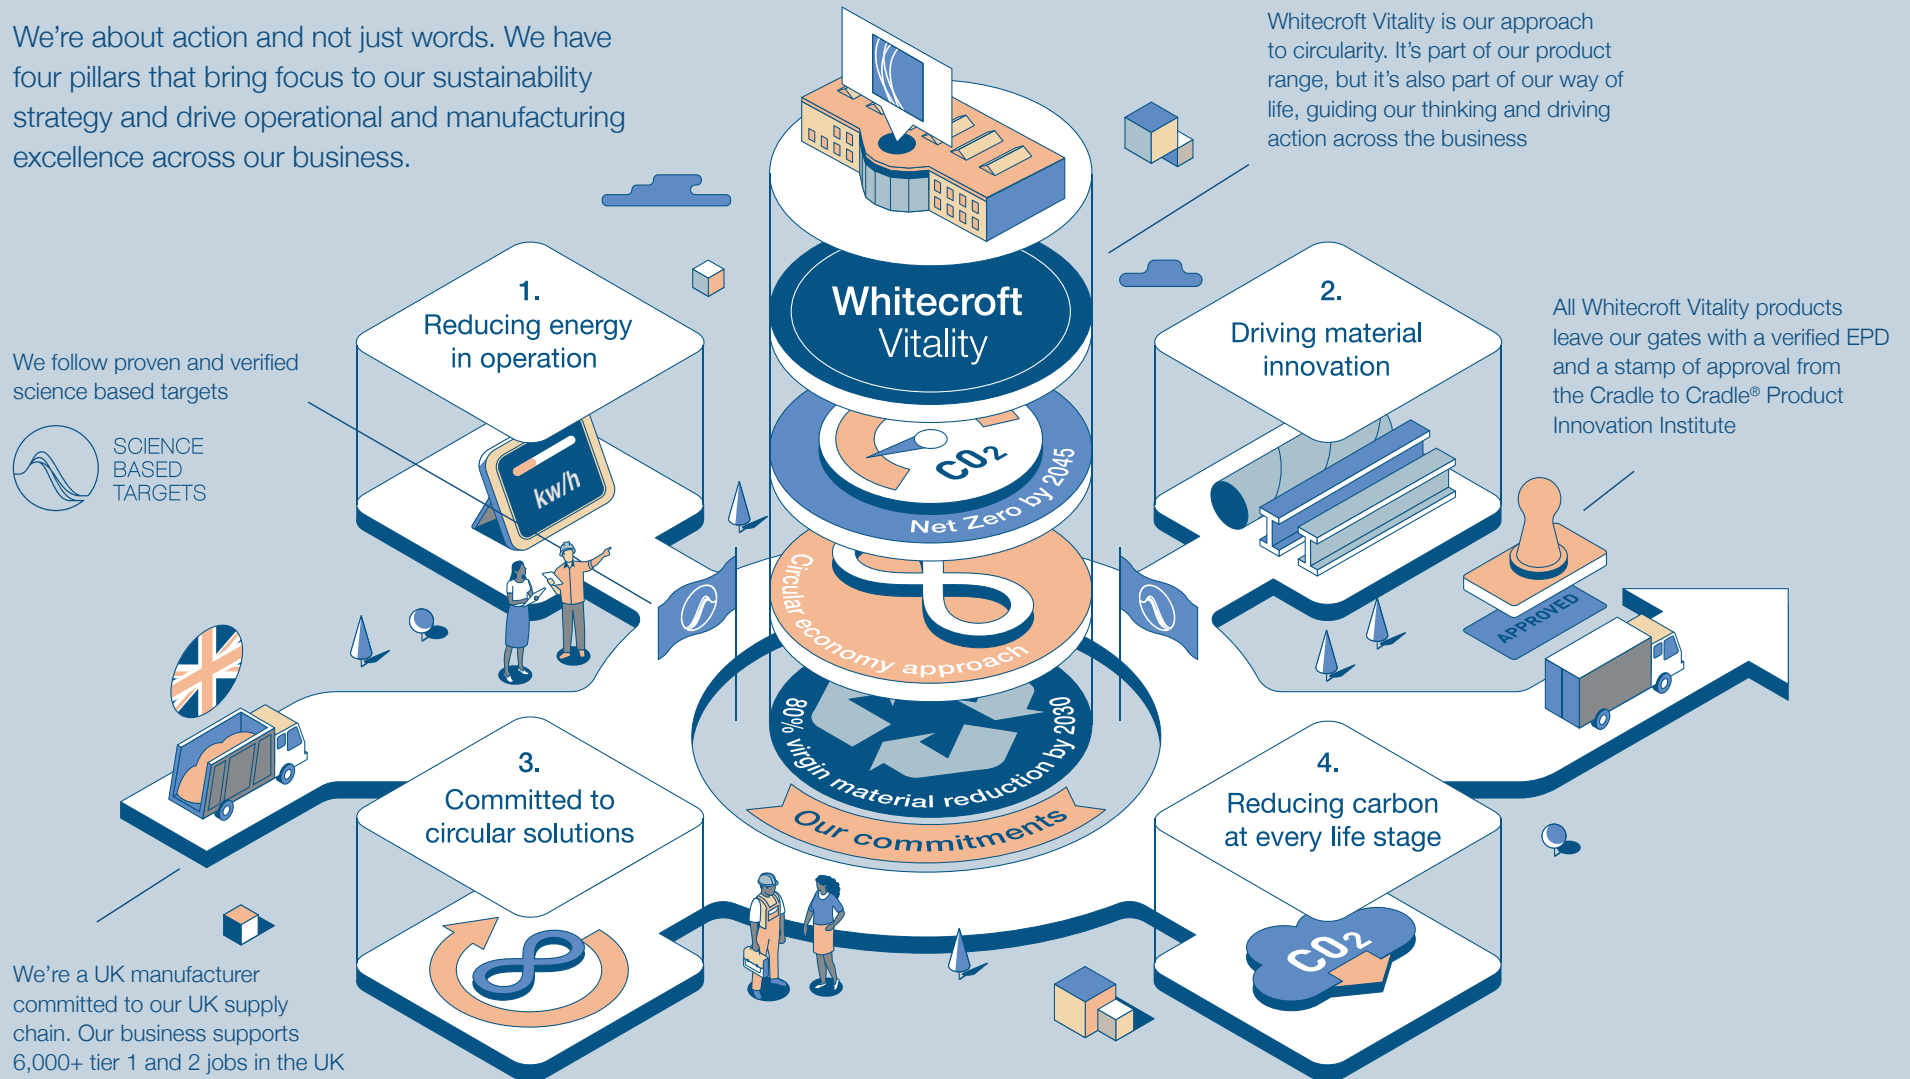 We’re about action and not just words. We have
four pillars that bring focus to our sustainability
strategy and drive operational and manufacturing
excellence across our business.
Whitecroft Vitality is our approach
to circularity. It’s part of our product
range, but it’s also part of our way of
life, guiding our thinking and driving
action across the business
Whitecroft
Vitality
1.
Reducing energy
in operation
2.
Driving material
innovation
We follow proven and verified
science based targets
SCIENCE
BASED
TARGETS
All Whitecroft Vitality products
leave our gates with a verified EPD
and a stamp of approval from
the Cradle to Cradle® Product
Innovation Institute
kw/h
CO2
Net Zero by 2045
Circular economy approach
APPROVED
80% virgin material reduction by 2030
Our commitments
3.
Committed to
circular solutions
4.
Reducing carbon
at every life stage
CO2
We’re a UK manufacturer
committed to our UK supply
chain. Our business supports
6,000+ tier 1 and 2 jobs in the UK